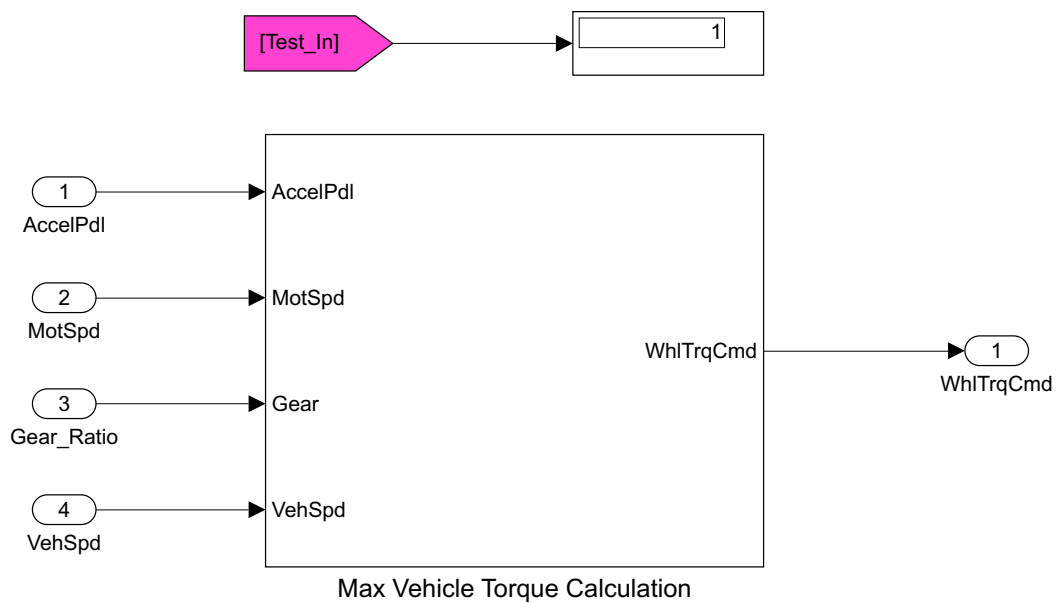 [Test_In]
1
1
AccelPdl
AccelPdl
2
MotSpd
MotSpd
WhlTrqCmd
1
WhlTrqCmd
3
Gear_Ratio
Gear
4
VehSpd
VehSpd
Max Vehicle Torque Calculation